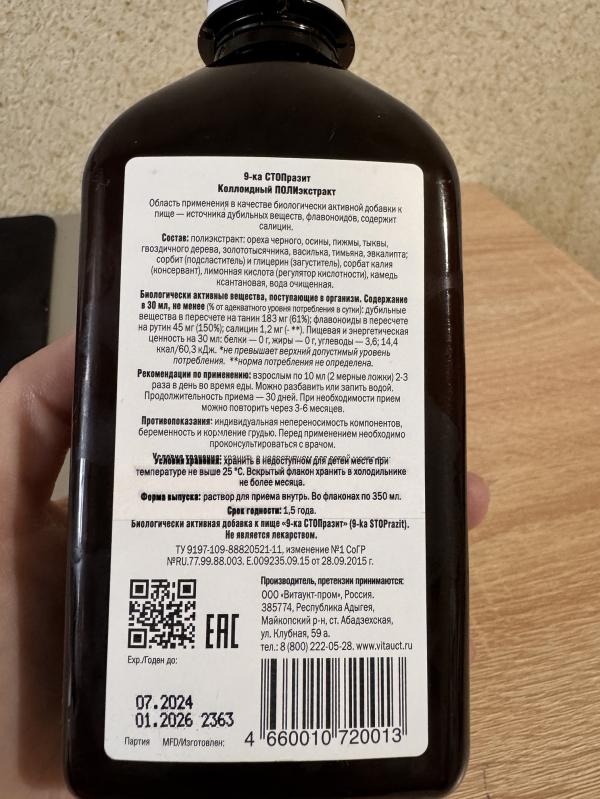 9-ка СТОПразит
Коллоидный ПОЛИэкстракт
Область применения в качестве биологически активной добавки к
пище — источника дубильных веществ, флавоноидов, содержит
салицин.
Состав: полиэкстракт: ореха черного, осины, пижмы, тыквы,
гвоздичного дерева, золототысячника, василька, тимьяна, эвкалипта;
сорбит (подсластитель) и глицерин (загуститель), сорбат калия
(консервант), лимонная кислота (регулятор кислотности), камедь
ксантановая, вода очищенная.
Биологически активные вещества, поступающие в организм. Содержание
в 30 мл, не менее (% от адекватного уровня потребления в сутки): дубильные
вещества в пересчете на танин 183 мг (61%); флавоноиды в пересчете
на рутин 45 мг (150%); салицин 1,2 мг (- **). Пищевая и энергетическая
ценность на 30 мл: белки — 0 г, жиры — 0 г, углеводы — 3,6; 14,4
ккал/60,3 кДж. *не превышает верхний допустимый уровень
потребления. **норма потребления не определена.
Рекомендации по применению: взрослым по 10 мл (2 мерные ложки) 2-3
раза в день во время еды. Можно разбавить или запить водой.
Продолжительность приема — 30 дней. При необходимости прием
можно повторить через 3-6 месяцев.
Противопоказания: индивидуальная непереносимость компонентов,
беременность и кормление грудью. Перед применением необходимо
проконсультироваться с врачом.
Условия хранения: хранить в недоступном для детей месте при
температуре не выше 25 °С. Вскрытый флакон хранить в холодильнике
не более месяца.
Форма выпуска: раствор для приема внутрь. Во флаконах по 350 мл.
Срок годности: 1,5 года.
Биологически активная добавка к пище «9-ка СТОПразит» (9-ka STOPrazit).
Не является лекарством.
ТУ 9197-109-88820521-11, изменение №1 СоГР
№RU.77.99.88.003. Е.009235.09.15 от 28.09.2015 г.
Производитель, претензии принимаются:
ООО «Витаукт-пром», Россия.
385774, Республика Адыгея,
Майкопский р-н, ст. Абадзехская,
ул. Клубная, 59 а.
тел.: 8 (800) 222-05-28. www.vitauct.ru
EAC
Exp./Годен до:
07.2024
01.2026 2363
Партия MFD/Изготовлен:
4 660010 720013